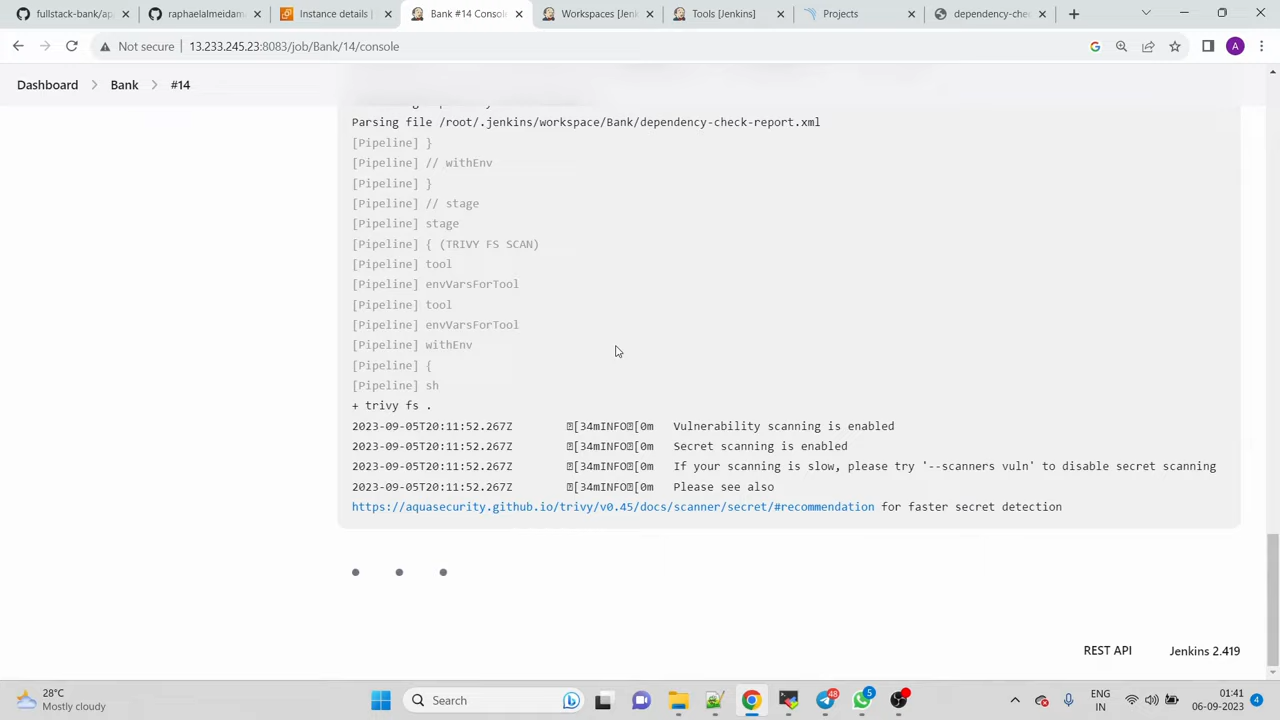 fullstack-bank/ap
raphaelalmeidam
Instance details |
Bank #14 Consol
Workspaces [Jenk
Tools [Jenkins]
Projects
dependency-che
Not secure
13.233.245.23:8083/job/Bank/14/console
A
Dashboard > Bank > #14
Parsing file /root/.jenkins/workspace/Bank/dependency-check-report.xml
[Pipeline] }
[Pipeline] // withEnv
[Pipeline] }
[Pipeline] // stage
[Pipeline] stage
[Pipeline] { (TRIVY FS SCAN)
[Pipeline] tool
[Pipeline] envVarsForTool
[Pipeline] tool
[Pipeline] envVarsForTool
[Pipeline] withEnv
[Pipeline] {
[Pipeline] sh
+ trivy fs .
2023-09-05T20:11:52.267Z [34mINFO[0m Vulnerability scanning is enabled
2023-09-05T20:11:52.267Z [34mINFO[0m Secret scanning is enabled
2023-09-05T20:11:52.267Z [34mINFO[0m If your scanning is slow, please try '--scanners vuln' to disable secret scanning
2023-09-05T20:11:52.267Z [34mINFO[0m Please see also
https://aquasecurity.github.io/trivy/v0.45/docs/scanner/secret/#recommendation for faster secret detection
REST API
Jenkins 2.419
28°C
Mostly cloudy
Search
48
5
ENG
IN
01:41
06-09-2023
4